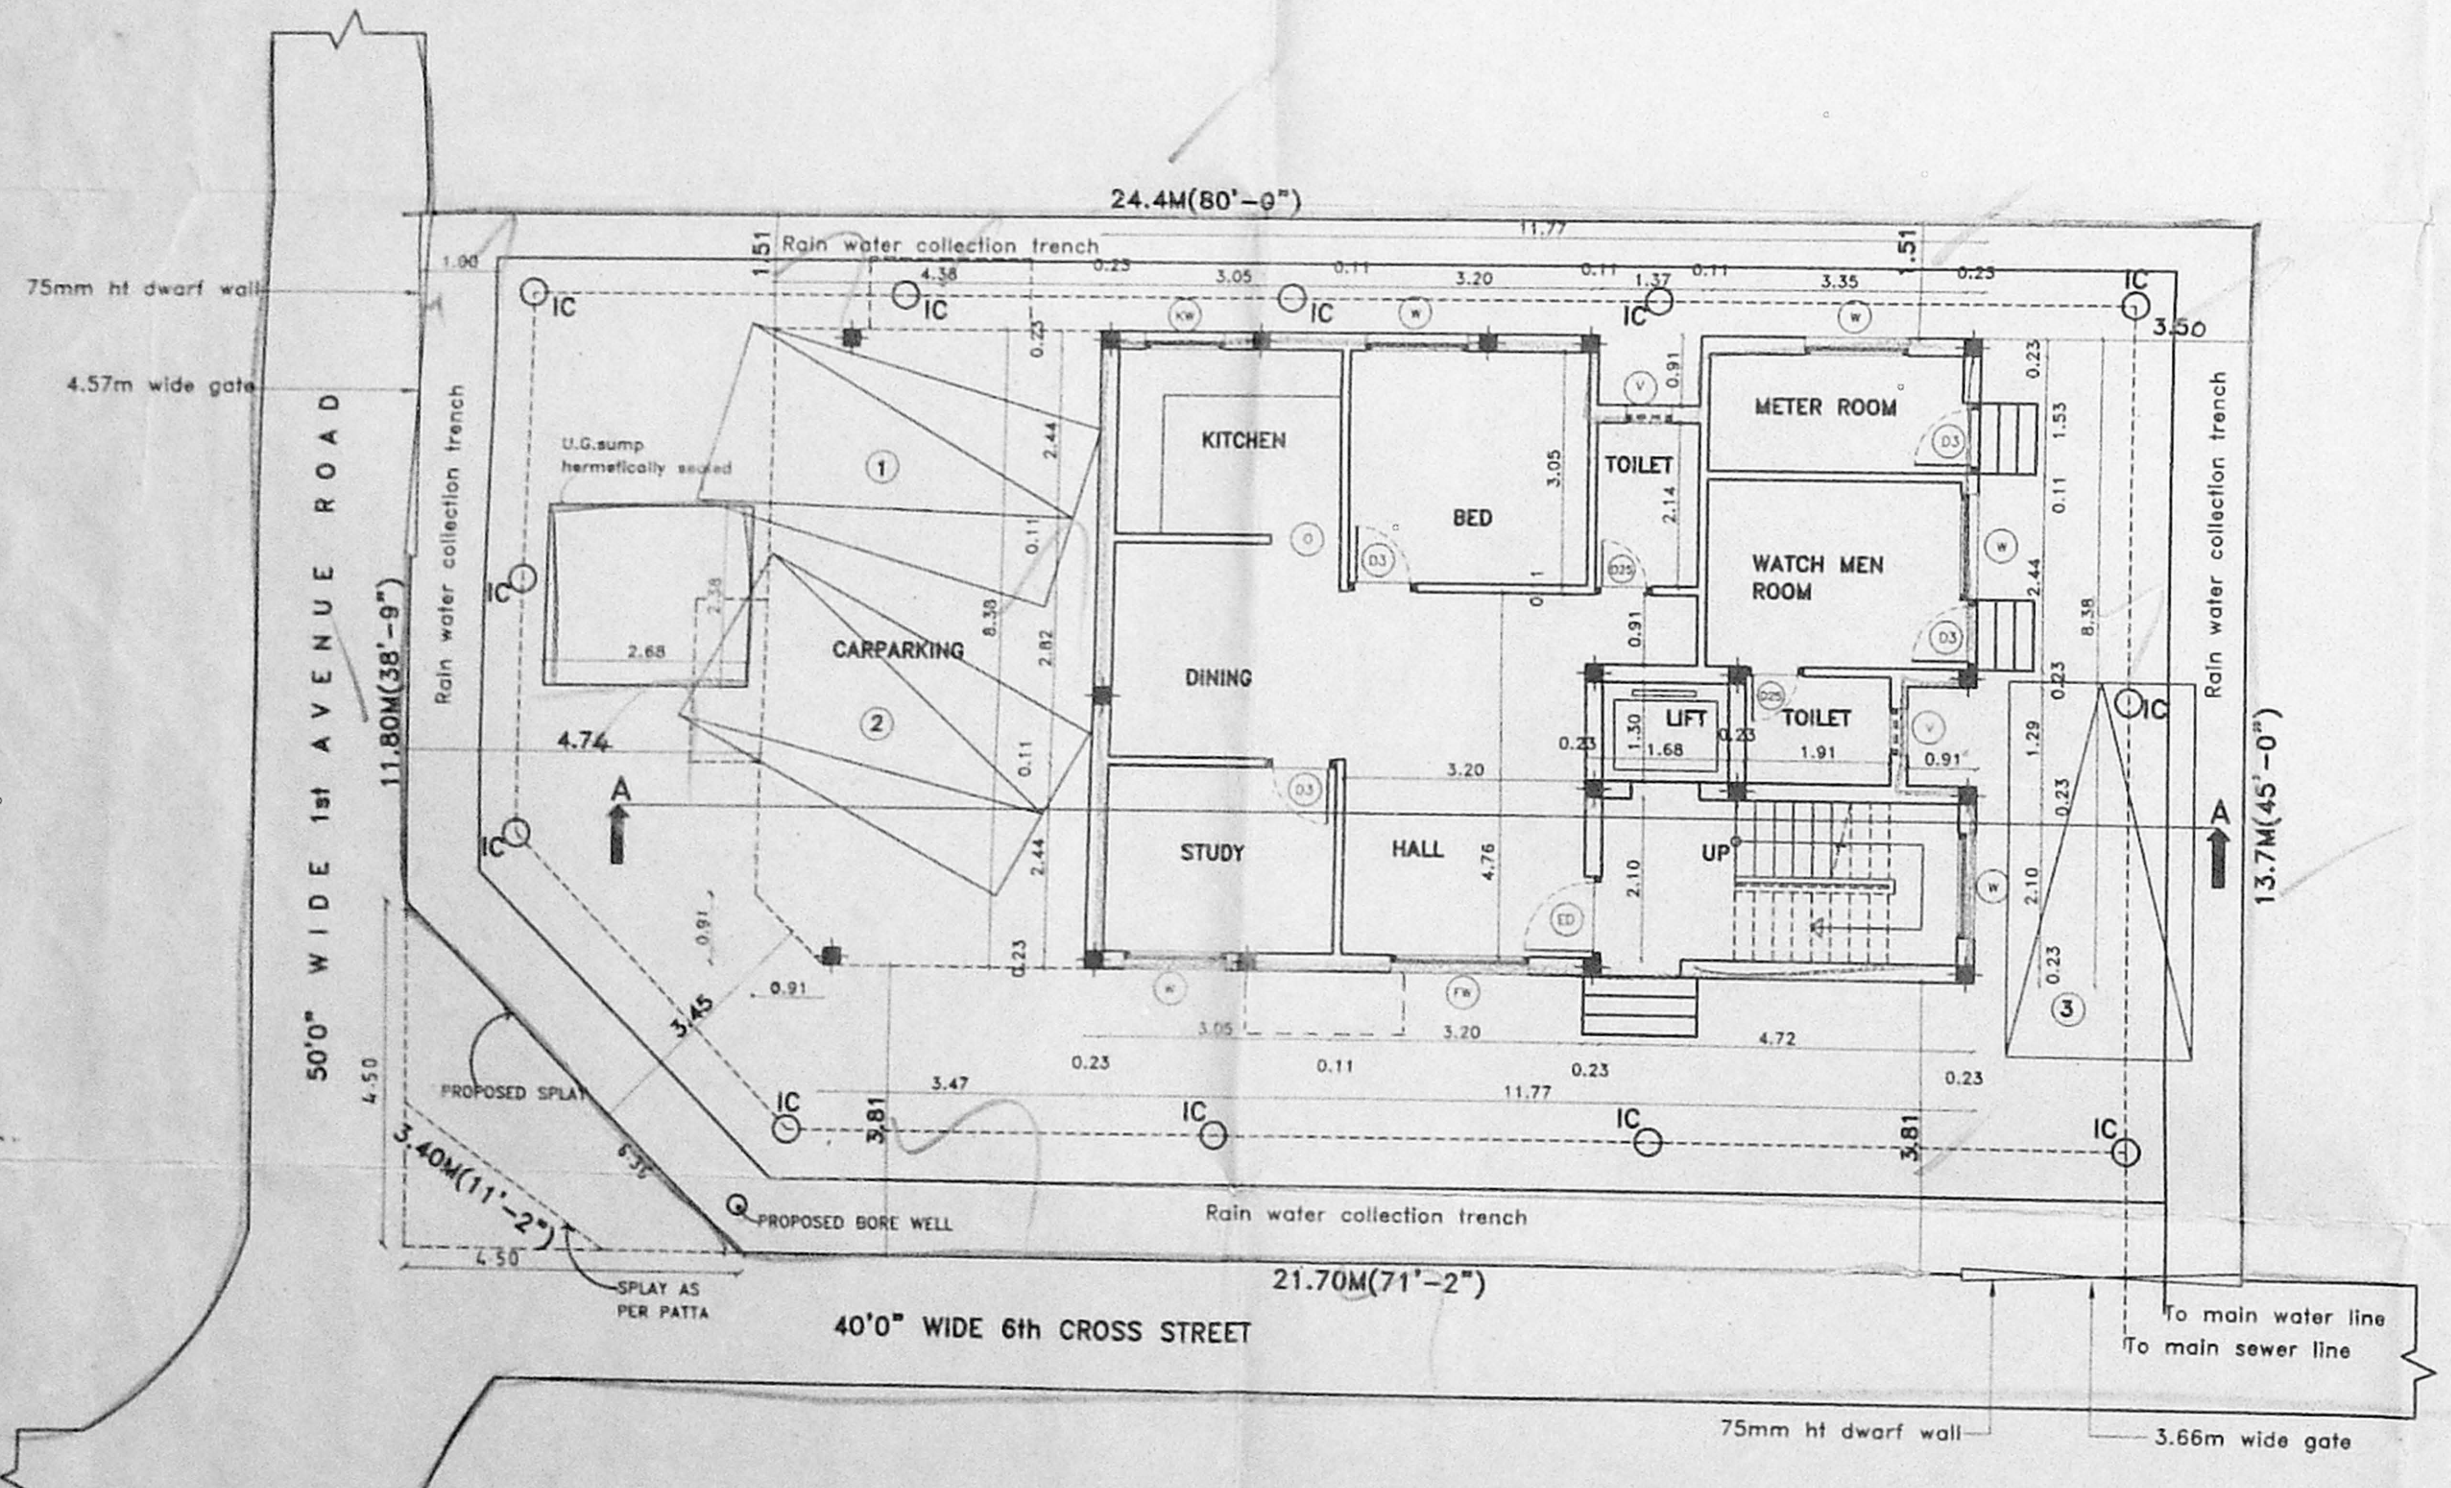 24.4M(80'-0")
11.77
Rain water collection trench
1.51
1.51
1.00
4.38
0.23
3.05
0.11
3.20
0.11
1.37
0.11
3.35
0.23
75mm ht dwarf wall
IC
IC
IC
IC
IC
3.50
KW
W
W
0.23
0.91
0.23
4.57m wide gate
V
METER ROOM
1.53
D3
KITCHEN
U.G.sump
hermetically sealed
1
2.44
TOILET
3.05
2.14
0.11
BED
0.11
O
D3
D25
W
WATCH MEN
ROOM
2.44
IC
2.38
8.38
2.82
0.91
8.38
D3
CARPARKING
2.68
DINING
0.23
D25
IC
2
LIFT
TOILET
V
1.30
0.23
1.68
0.23
1.91
0.91
1.29
4.74
0.11
3.20
D3
0.23
A
A
IC
2.44
STUDY
HALL
4.76
2.10
UP
W
2.10
ED
0.91
0.23
0.23
0.91
W
FW
3
3.45
3.05
3.20
4.72
0.23
0.11
0.23
0.23
3.47
11.77
PROPOSED SPLAY
IC
3.81
IC
IC
3.81
IC
4.50
3.40M(11'-2")
PROPOSED BORE WELL
Rain water collection trench
4.50
SPLAY AS
PER PATTA
21.70M(71'-2")
40'0" WIDE 6th CROSS STREET
To main water line
To main sewer line
75mm ht dwarf wall
3.66m wide gate
50'0" WIDE 1st AVENUE ROAD
11.80M(38'-9")
Rain water collection trench
Rain water collection trench
13.7M(45'-0")